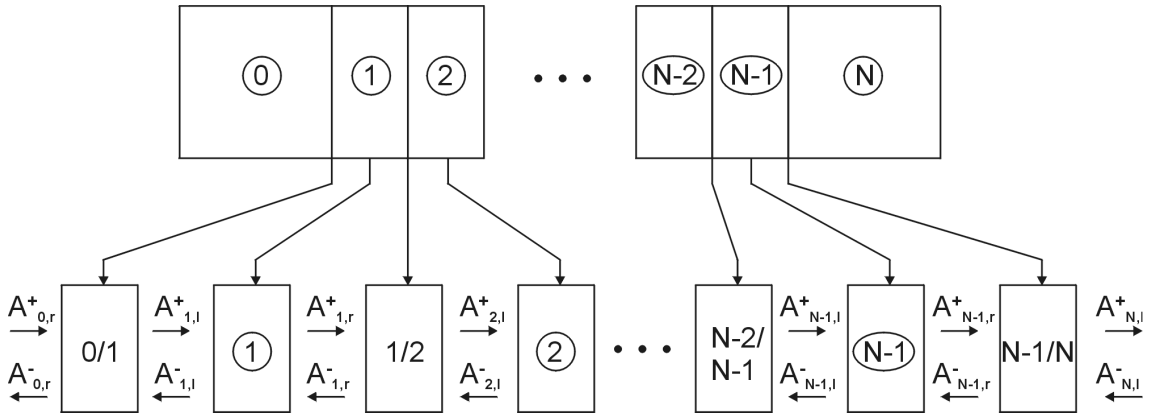 0 1 2 • • • N-2 N-1 N
A+0,r A+1,l A+1,r A+2,l A+N-1,l A+N-1,r A+N,l
0/1 1 1/2 2 • • • N-2/ N-1 N-1/N
N-1
A-0,r A-1,l A-1,r A-2,l A-N-1,l A-N-1,r A-N,l